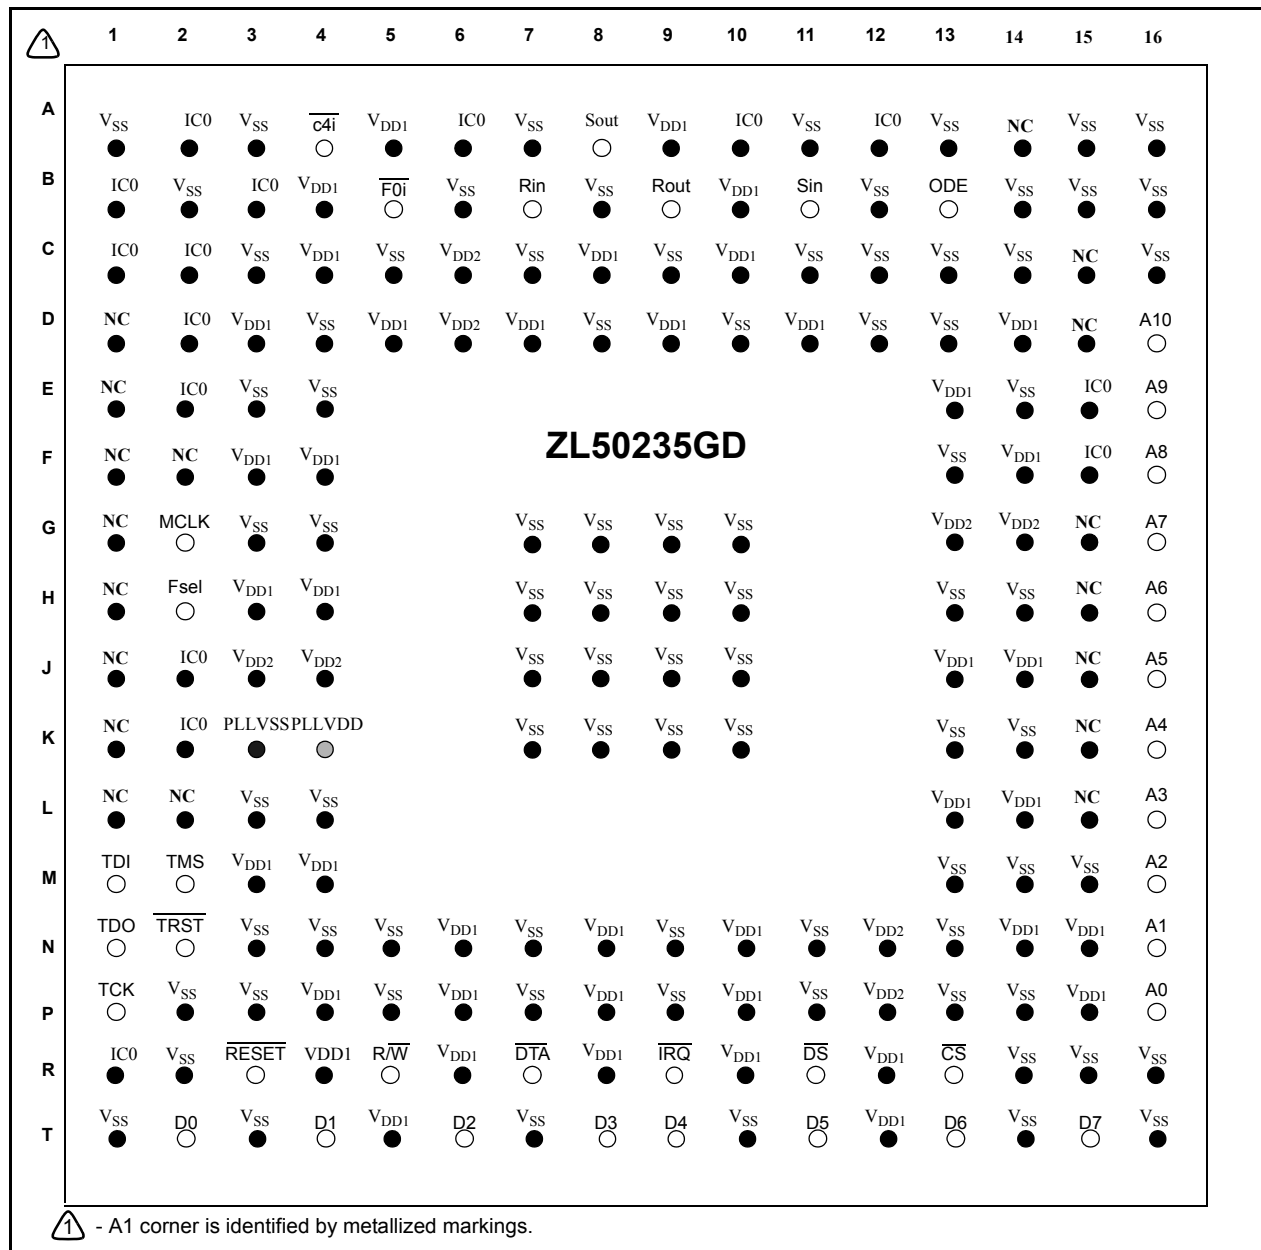 1 1 2 3 4 5 6 7 8 9 10 11 12 13 14 15 16
A VSS IC0 VSS c4i VDD1 IC0 VSS Sout VDD1 IC0 VSS IC0 VSS NC VSS VSS
B IC0 VSS IC0 VDD1 F0i VSS Rin VSS Rout VDD1 Sin VSS ODE VSS VSS VSS
C IC0 IC0 VSS VDD1 VSS VDD2 VSS VDD1 VSS VDD1 VSS VSS VSS VSS NC VSS
D NC IC0 VDD1 VSS VDD1 VDD2 VDD1 VSS VDD1 VSS VDD1 VSS VSS VDD1 NC A10
E NC IC0 VSS VSS VDD1 VSS IC0 A9
ZL50235GD
F NC NC VDD1 VDD1 VSS VDD1 IC0 A8
G NC MCLK VSS VSS VSS VSS VSS VSS VDD2 VDD2 NC A7
H NC Fsel VDD1 VDD1 VSS VSS VSS VSS VSS VSS NC A6
J NC IC0 VDD2 VDD2 VSS VSS VSS VSS VDD1 VDD1 NC A5
K NC IC0 PLLVSS PLLVDD VSS VSS VSS VSS VSS VSS NC A4
L NC NC VSS VSS VDD1 VDD1 NC A3
M TDI TMS VDD1 VDD1 VSS VSS VSS A2
N TDO TRST VSS VSS VSS VDD1 VSS VDD1 VSS VDD1 VSS VDD2 VSS VDD1 VDD1 A1
P TCK VSS VSS VDD1 VSS VDD1 VSS VDD1 VSS VDD1 VSS VDD2 VSS VSS VDD1 A0
R IC0 VSS RESET VDD1 R/W VDD1 DTA VDD1 IRQ VDD1 DS VDD1 CS VSS VSS VSS
T VSS D0 VSS D1 VDD1 D2 VSS D3 D4 VSS D5 VDD1 D6 VSS D7 VSS
1 - A1 corner is identified by metallized markings.